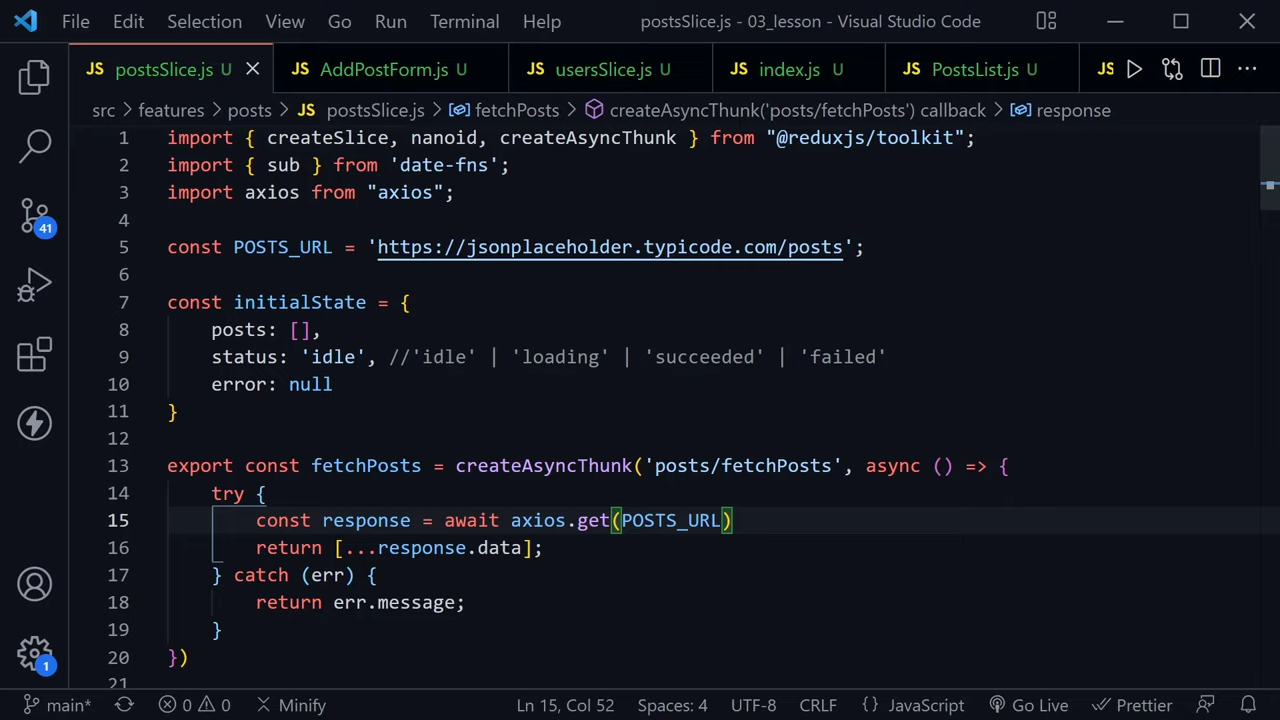 File Edit Selection View Go Run Terminal Help postsSlice.js - 03_lesson - Visual Studio Code
JS postsSlice.js U JS AddPostForm.js U JS usersSlice.js U JS index.js U JS PostsList.js U JS
src > features > posts > JS postsSlice.js > fetchPosts > createAsyncThunk('posts/fetchPosts') callback > response
1 import { createSlice, nanoid, createAsyncThunk } from "@reduxjs/toolkit";
2 import { sub } from 'date-fns';
3 import axios from "axios";
4
5 const POSTS_URL = 'https://jsonplaceholder.typicode.com/posts';
6
7 const initialState = {
8 posts: [],
9 status: 'idle', //'idle' | 'loading' | 'succeeded' | 'failed'
10 error: null
11 }
12
13 export const fetchPosts = createAsyncThunk('posts/fetchPosts', async () => {
14 try {
15 const response = await axios.get(POSTS_URL)
16 return [...response.data];
17 } catch (err) {
18 return err.message;
19 }
20 })
21
41
1
main* 0 0 Minify Ln 15, Col 52 Spaces: 4 UTF-8 CRLF {} JavaScript Go Live Prettier